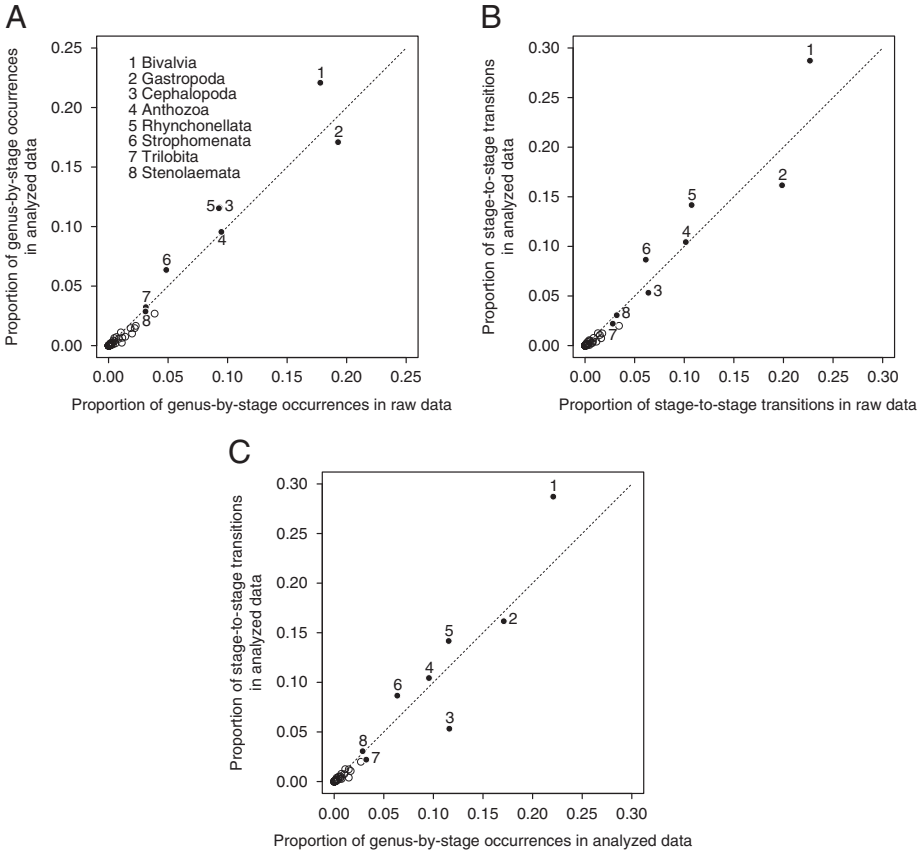 A
Proportion of genus-by-stage occurrences
in analyzed data
0.25
0.20
0.15
0.10
0.05
0.00
1 Bivalvia
2 Gastropoda
3 Cephalopoda
4 Anthozoa
5 Rhynchonellata
6 Strophomenata
7 Trilobita
8 Stenolaemata
1
2
5 3
4
6
7
8
0.00 0.05 0.10 0.15 0.20 0.25
Proportion of genus-by-stage occurrences in raw data
B
Proportion of stage-to-stage transitions
in analyzed data
0.30
0.25
0.20
0.15
0.10
0.05
0.00
1
2
5
4
6
3
8
7
0.00 0.05 0.10 0.15 0.20 0.25 0.30
Proportion of stage-to-stage transitions in raw data
C
Proportion of stage-to-stage transitions
in analyzed data
0.30
0.25
0.20
0.15
0.10
0.05
0.00
1
2
5
4
6
3
8
7
0.00 0.05 0.10 0.15 0.20 0.25 0.30
Proportion of genus-by-stage occurrences in analyzed data